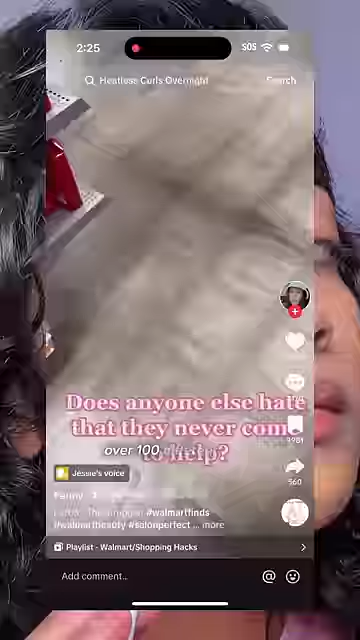 2:25
SOS
Heatless Curls Overnight
Search
Does anyone else hate
that they never come
to help?
over 100
Jessie's voice
9981
560
#walmartfinds
#walmartbeauty #salonperfect ... more
Playlist - Walmart/Shopping Hacks
Add comment...